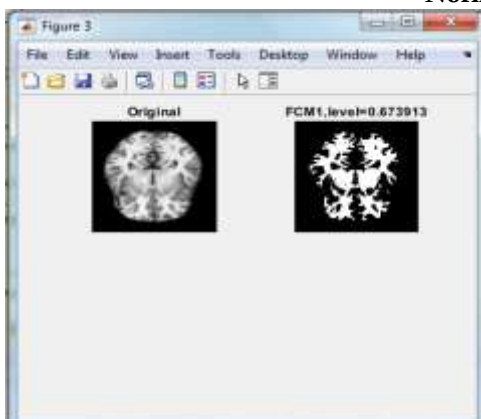 Figure 3
File Edit View Insert Tools Desktop Window Help
Original FCM1,level=0.673913